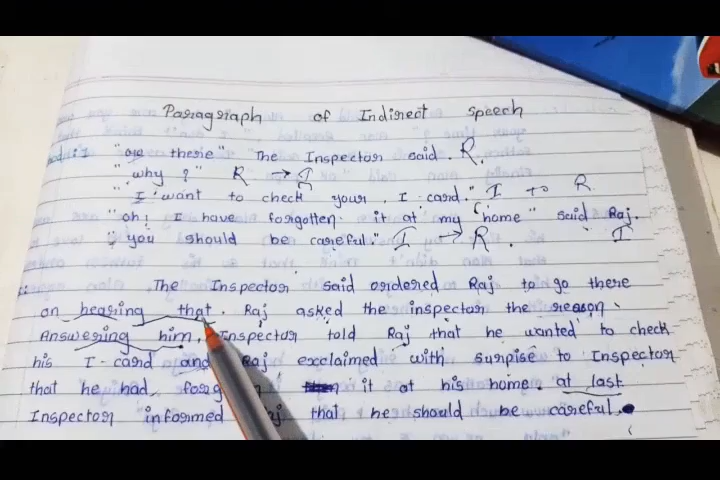 Paragraph of Indirect speech
"Go there" The Inspector said. R.
"Why? R → I
"I want to check your I card." I to R
"oh! I have forgotten it at my home" said Raj.
"you should be careful." I → R. I
The Inspector said ordered Raj to go there
on hearing that. Raj asked the inspector the reason.
Answering him, Inspector told Raj that he wanted to check
his I-card and Raj exclaimed with surpise to Inspector
that he had it at his home. at last
Inspector informed that he should be careful.